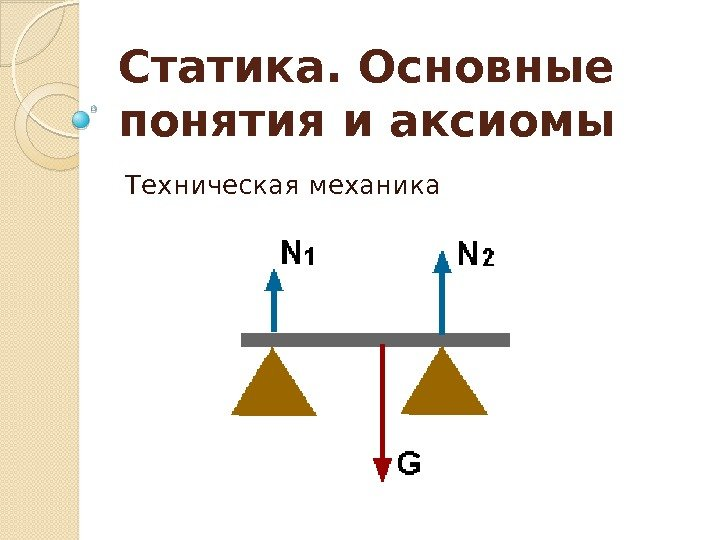 Статика. Основные
понятия и аксиомы
Техническая механика
N1
N2
G